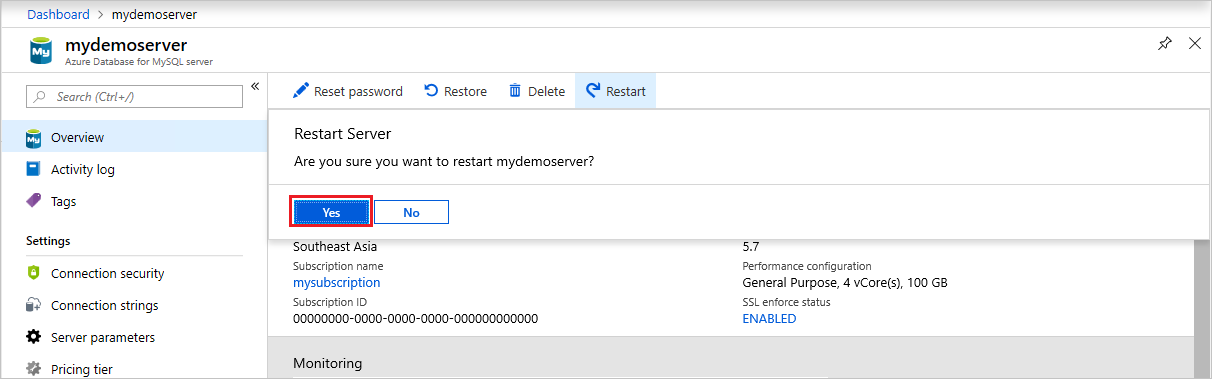 Dashboard > mydemoserver
My
mydemoserver
Azure Database for MySQL server
Search (Ctrl+/)
«
Reset password
Restore
Delete
Restart
My
Overview
Activity log
Tags
Settings
Connection security
Connection strings
Server parameters
Pricing tier
Restart Server
Are you sure you want to restart mydemoserver?
Yes
No
Southeast Asia
Subscription name
mysubscription
Subscription ID
00000000-0000-0000-0000-000000000000
5.7
Performance configuration
General Purpose, 4 vCore(s), 100 GB
SSL enforce status
ENABLED
Monitoring